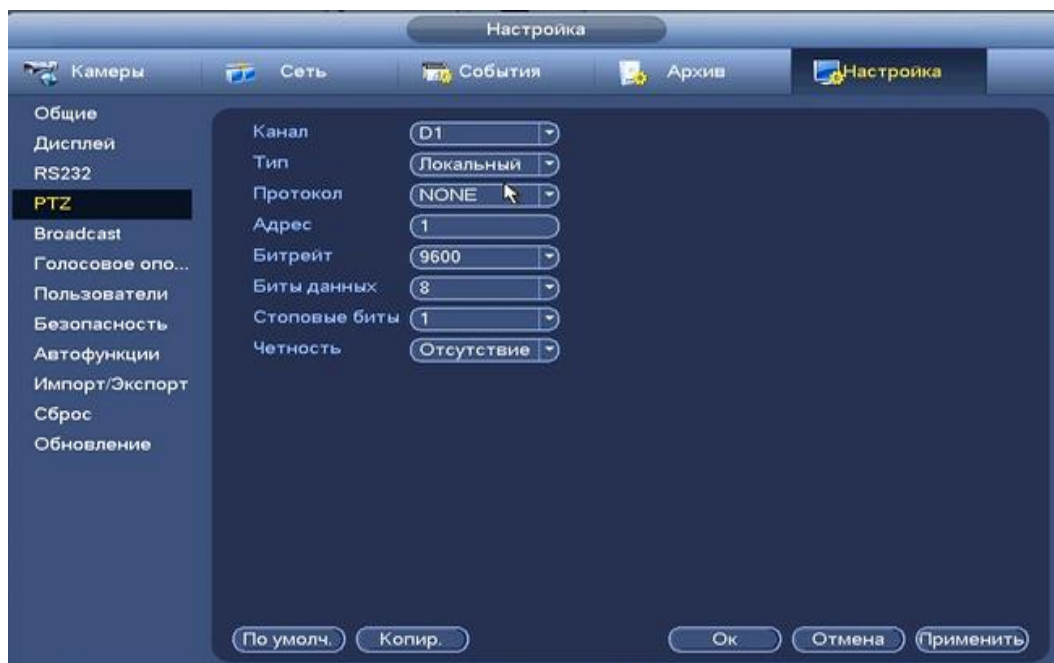 Настройка
Камеры Сеть События Архив Настройка
Общие
Дисплей
RS232
PTZ
Broadcast
Голосовое опо...
Пользователи
Безопасность
Автофункции
Импорт/Экспорт
Сброс
Обновление
Канал D1
Тип Локальный
Протокол NONE
Адрес 1
Битрейт 9600
Биты данных 8
Стоповые биты 1
Четность Отсутствие
По умолч. Копир. Ок Отмена Применить